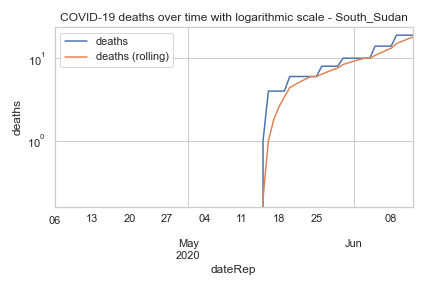 COVID-19 deaths over time with logarithmic scale - South_Sudan
deaths
deaths (rolling)
10¹
10⁰
deaths
06 13 20 27 04 11 18 25 08
May Jun
2020
dateRep